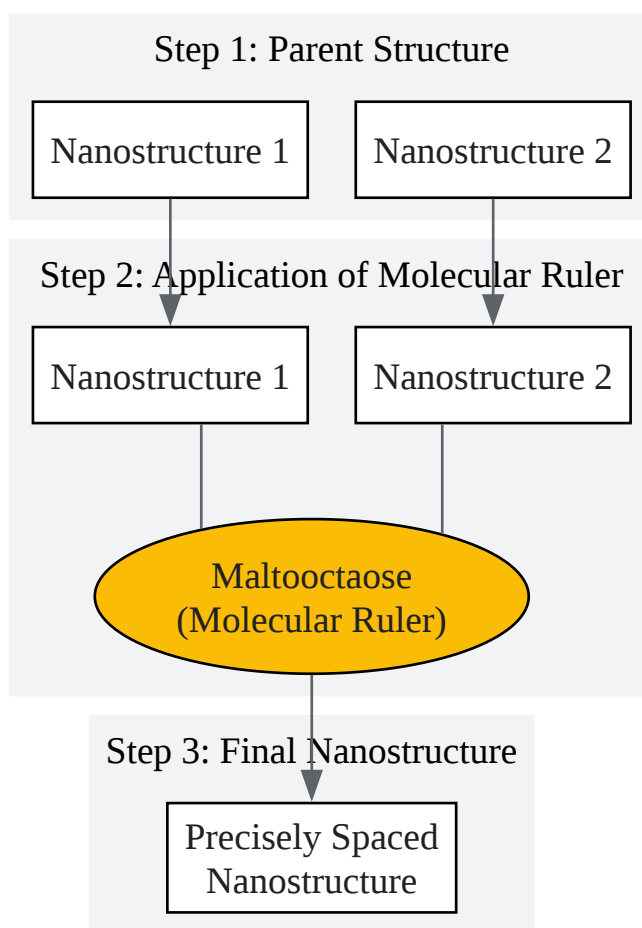 Step 1: Parent Structure
Nanostructure 1
Nanostructure 2
Step 2: Application of Molecular Ruler
Nanostructure 1
Nanostructure 2
Maltooctaose
(Molecular Ruler)
Step 3: Final Nanostructure
Precisely Spaced
Nanostructure